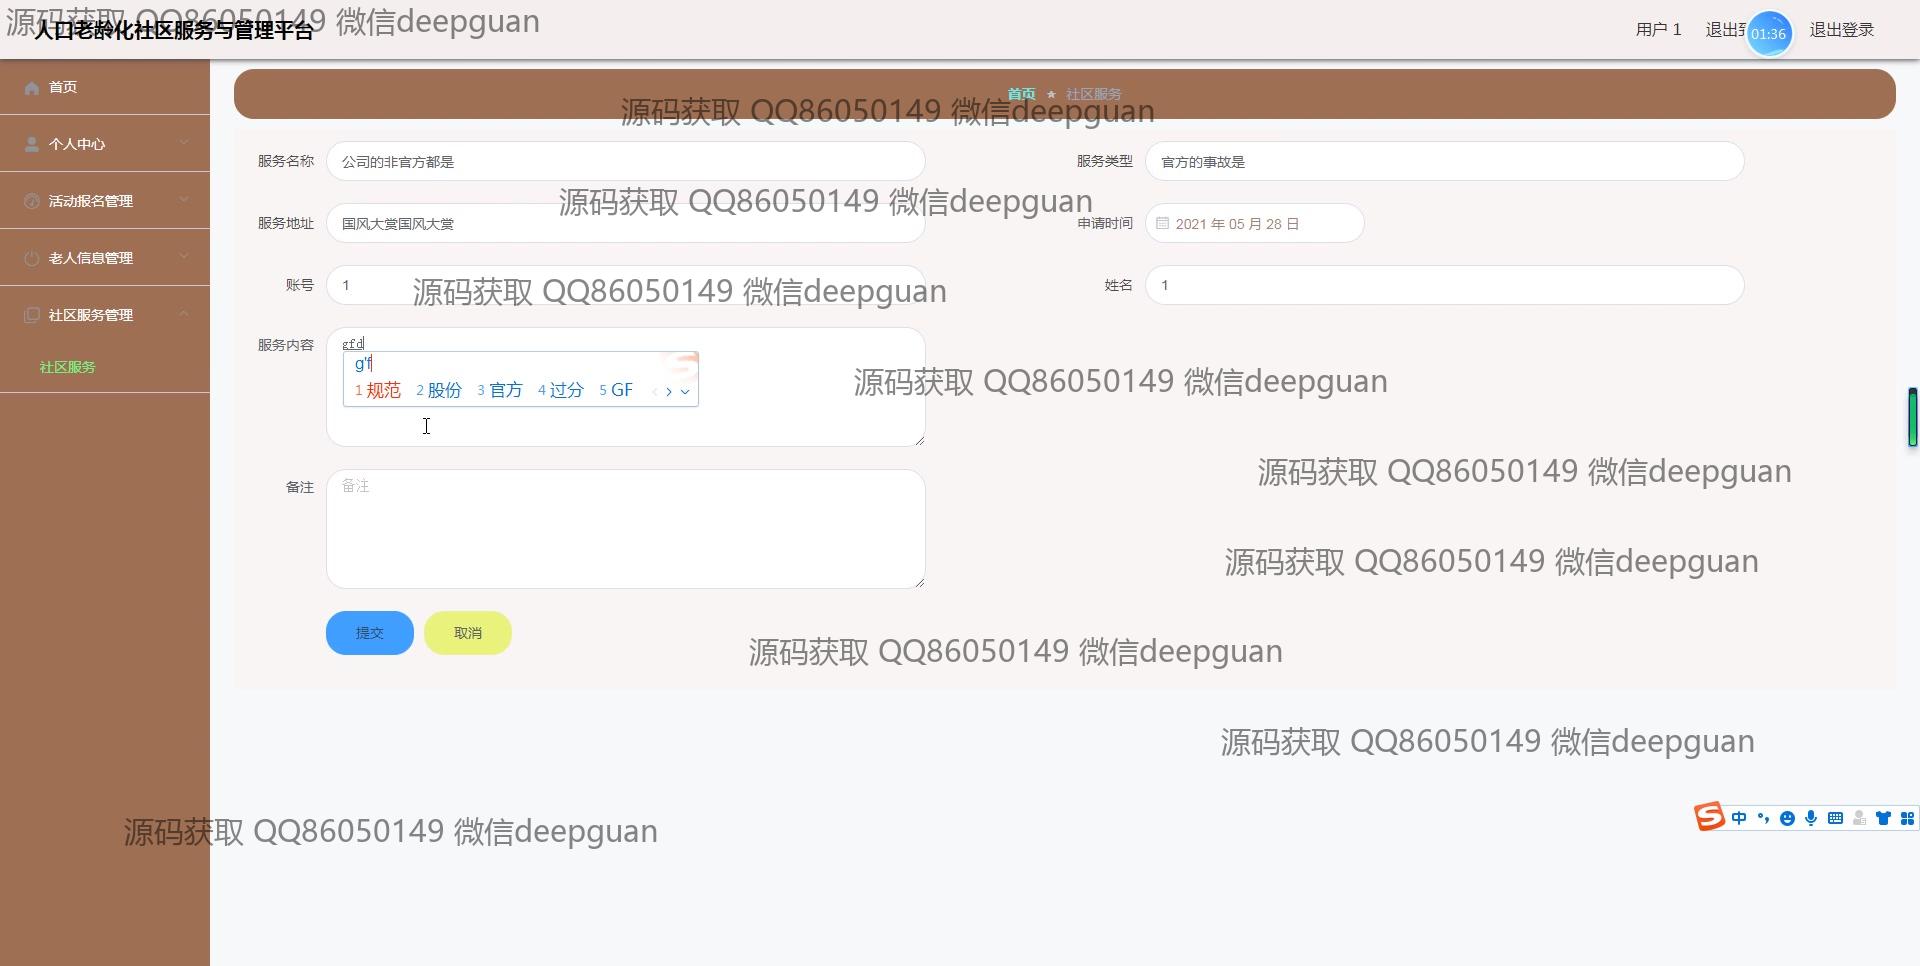 源码获取 QQ86050149 微信deepguan
人口老龄化社区服务与管理平台
用户 1
退出到
01:36
退出登录
首页
个人中心
活动报名管理
老人信息管理
社区服务管理
社区服务
首页 ★ 社区服务
源码获取 QQ86050149 微信deepguan
服务名称 公司的非官方都是
服务类型 官方的事故是
源码获取 QQ86050149 微信deepguan
服务地址 国风大赏国风大赏
申请时间 2021 年 05 月 28 日
账号 1
姓名 1
源码获取 QQ86050149 微信deepguan
服务内容 gfd
g'f
1 规范 2 股份 3 官方 4 过分 5 GF
源码获取 QQ86050149 微信deepguan
源码获取 QQ86050149 微信deepguan
备注 备注
源码获取 QQ86050149 微信deepguan
提交 取消
源码获取 QQ86050149 微信deepguan
源码获取 QQ86050149 微信deepguan
S 中
源码获取 QQ86050149 微信deepguan